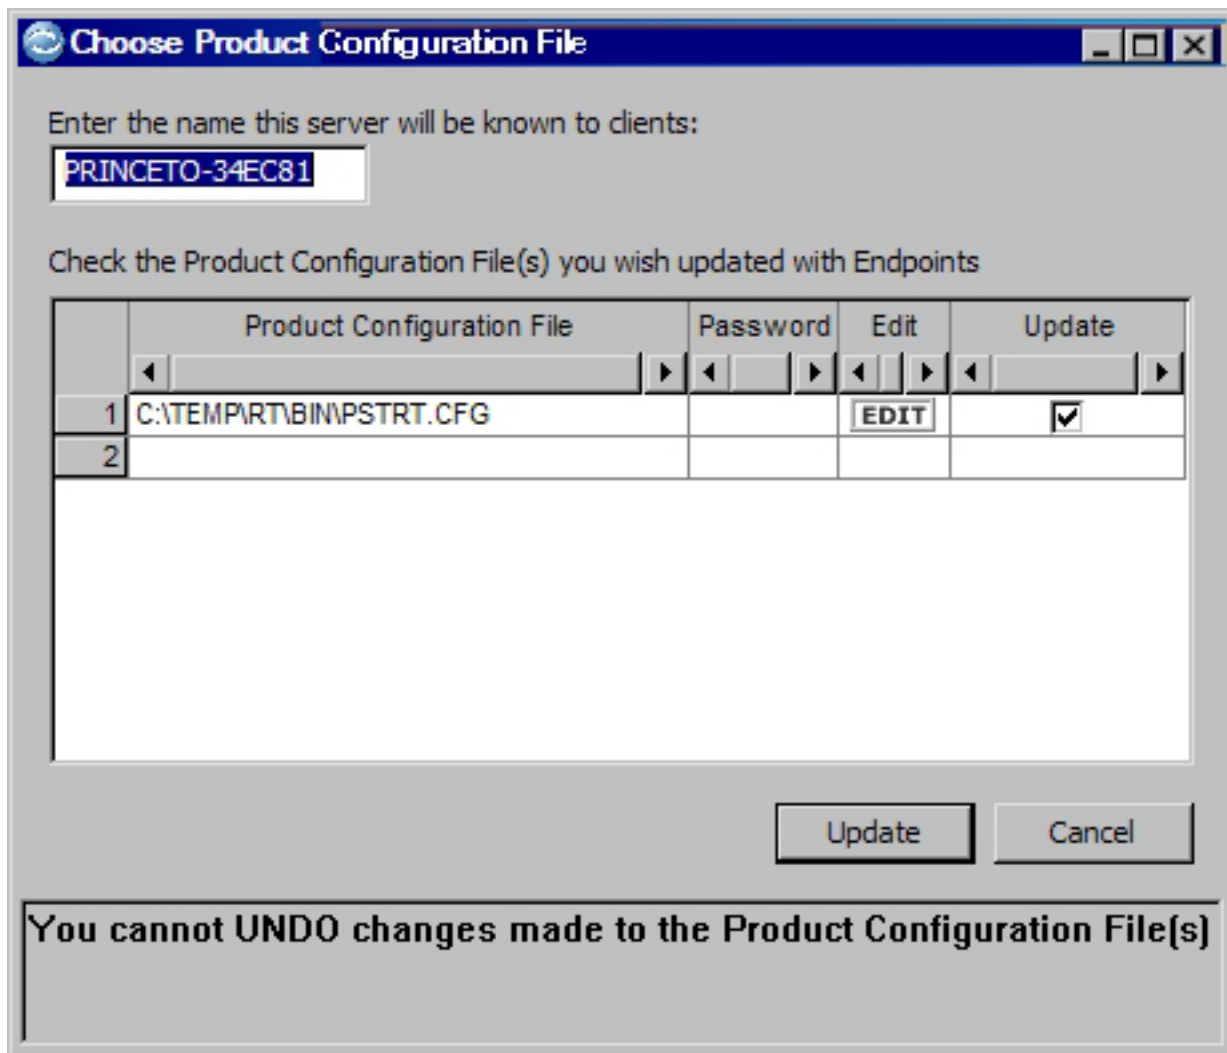 Choose Product Configuration File
Enter the name this server will be known to clients:
PRINCETO-34EC81
Check the Product Configuration File(s) you wish updated with Endpoints
Product Configuration File Password Edit Update
1 C:\TEMP\RT\BIN\PSTRT.CFG EDIT
2
Update Cancel
You cannot UNDO changes made to the Product Configuration File(s)